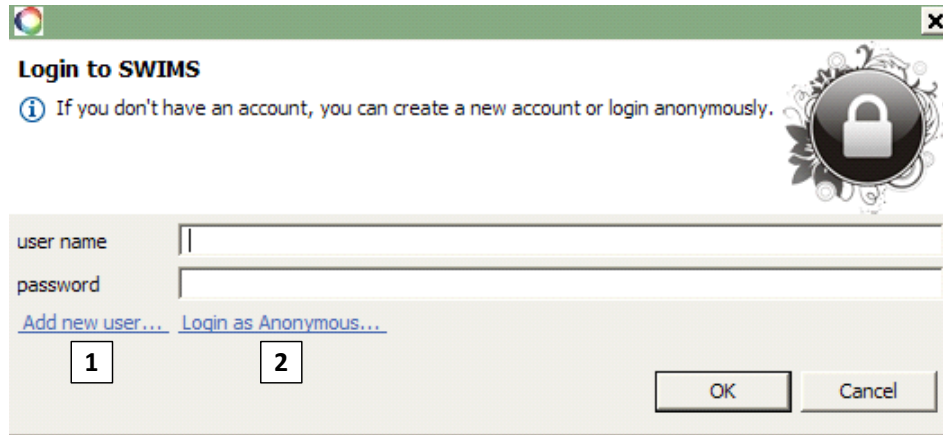 Login to SWIMS
If you don't have an account, you can create a new account or login anonymously.
user name
password
Add new user... Login as Anonymous...
1 2
OK Cancel